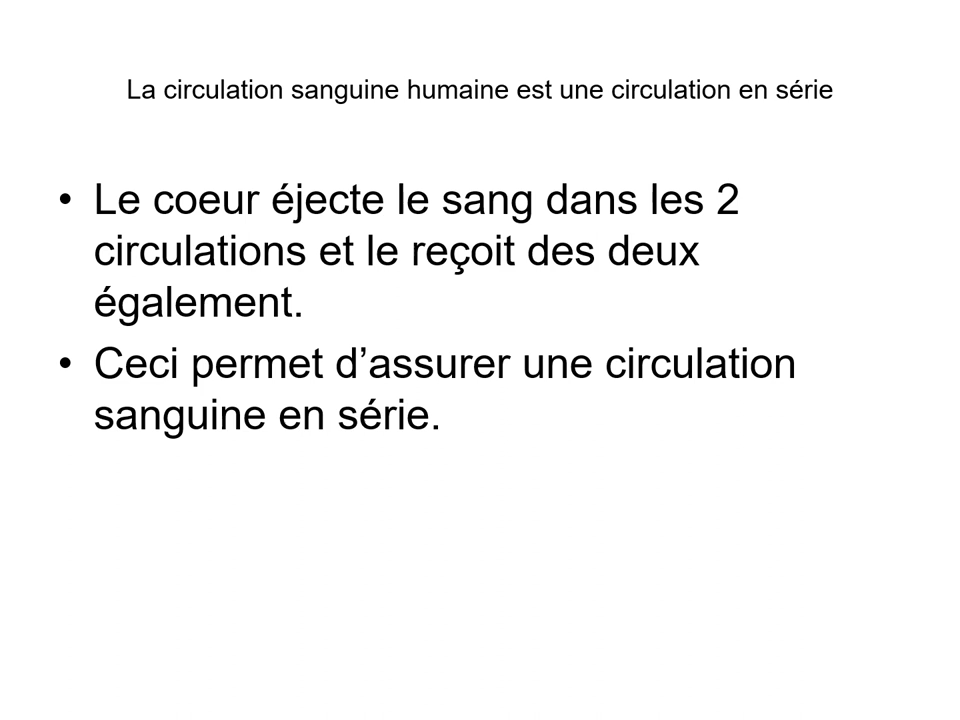 La circulation sanguine humaine est une circulation en série
• Le coeur éjecte le sang dans les 2
circulations et le reçoit des deux
également.
• Ceci permet d’assurer une circulation
sanguine en série.